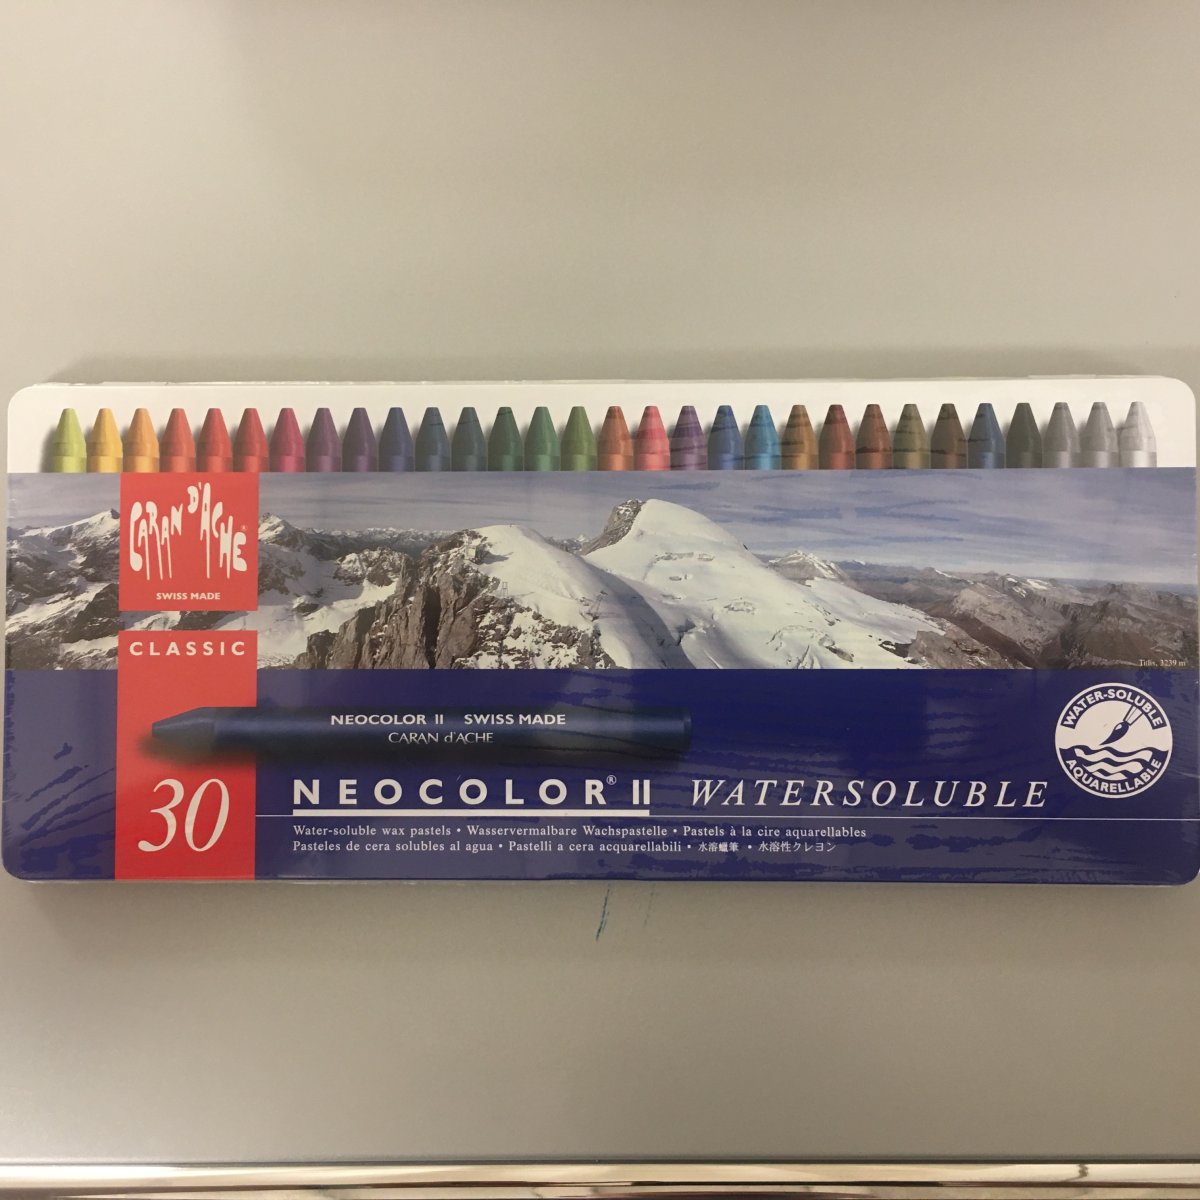 CARAN D'ACHE®
SWISS MADE
CLASSIC
Titlis, 3239 m
NEOCOLOR II SWISS MADE
CARAN d'ACHE
WATER-SOLUBLE
AQUARELLABLE
30
NEOCOLOR® II WATERSOLUBLE
Water-soluble wax pastels • Wasservermalbare Wachspastelle • Pastels à la cire aquarellables
Pasteles de cera solubles al agua • Pastelli a cera acquarellabili • 水溶蠟筆 • 水溶性クレヨン